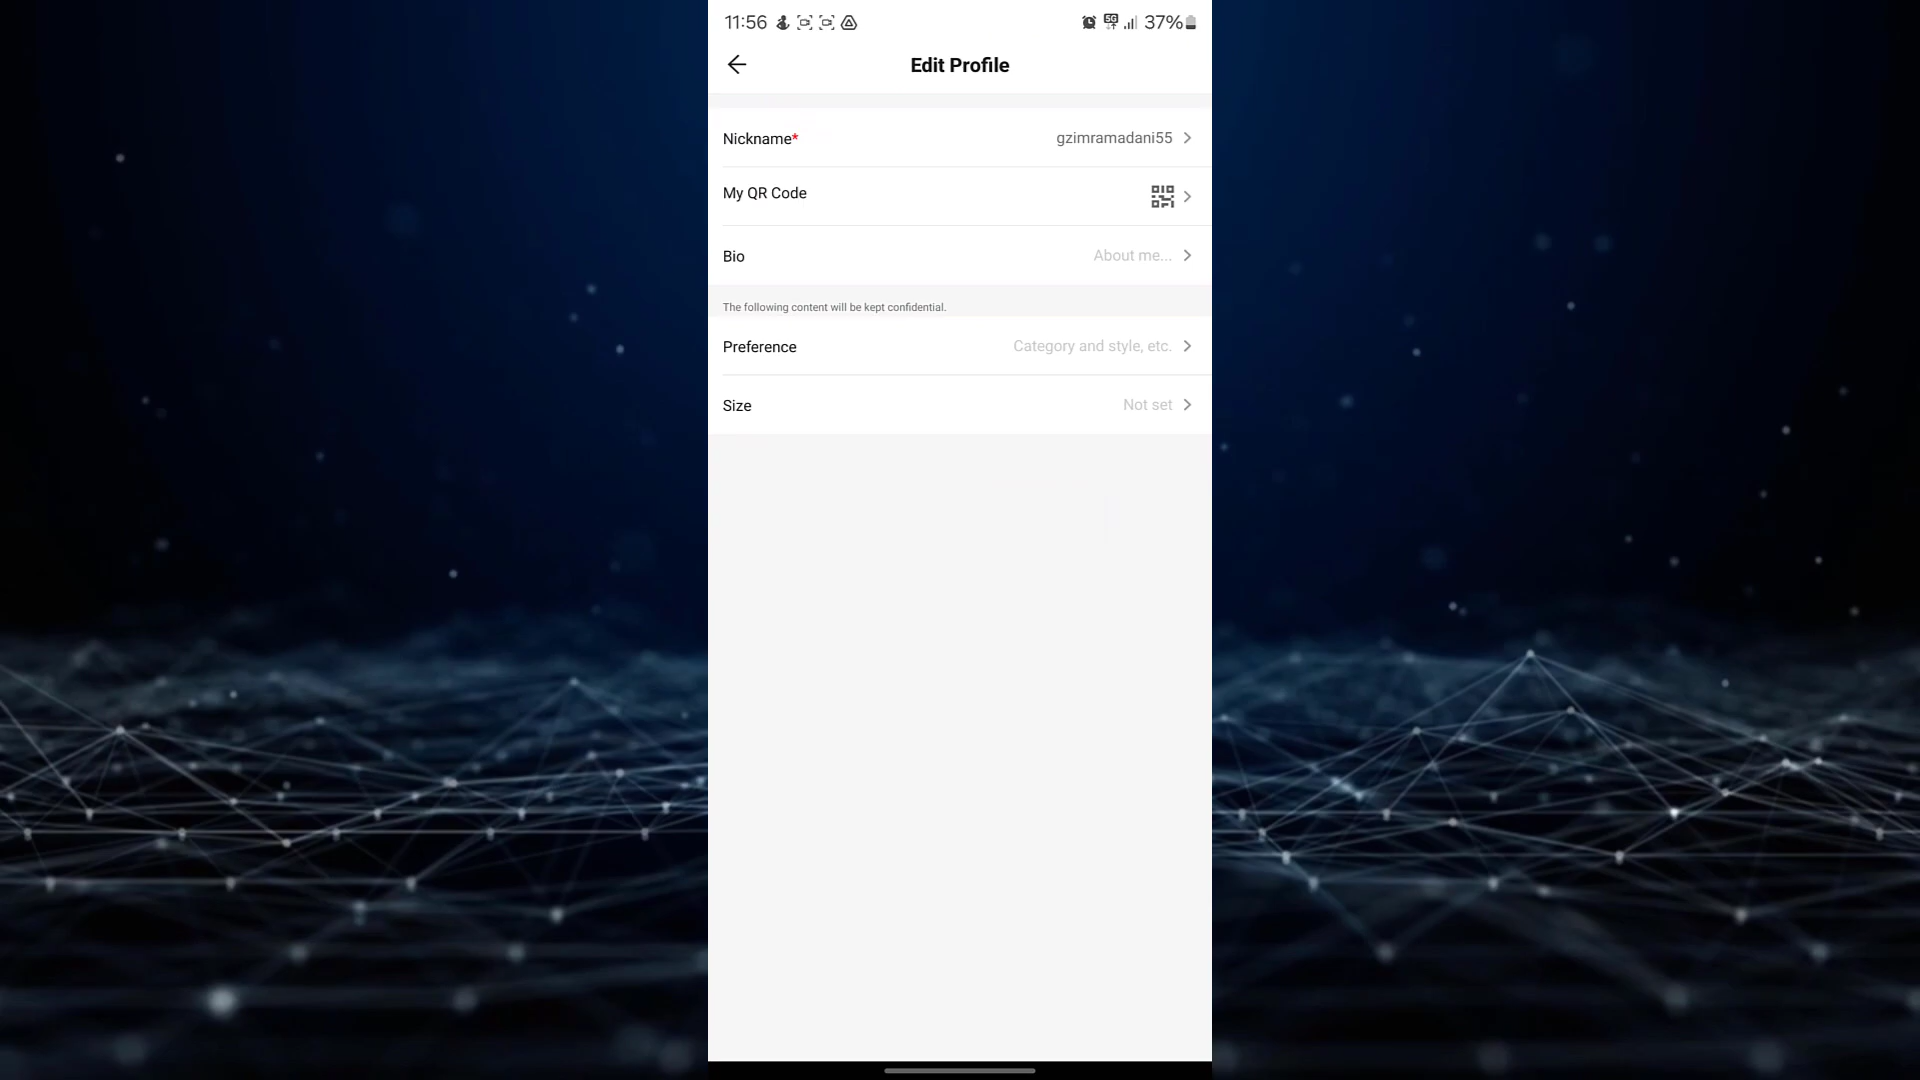 11:56 5G 37%
Edit Profile
Nickname* gzimramadani55
My QR Code
Bio About me...
The following content will be kept confidential.
Preference Category and style, etc.
Size Not set